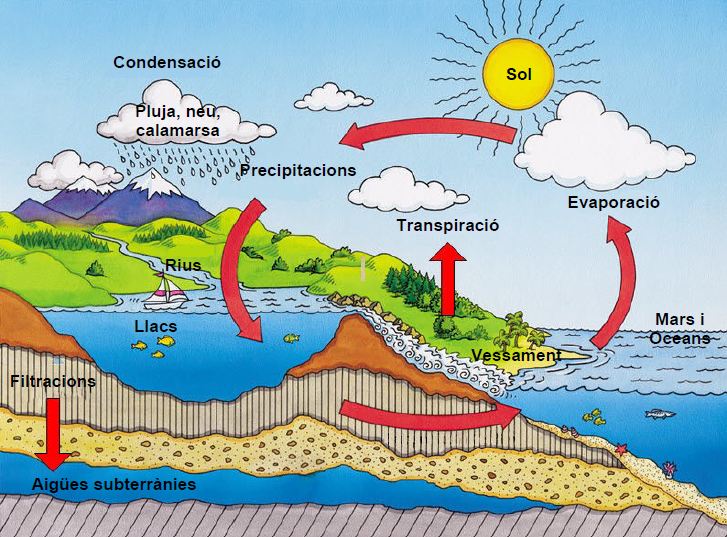 Condensació
Sol
Pluja, neu,
calamarsa
Precipitacions
Evaporació
Transpiració
Rius
Llacs
Mars i
Oceans
Vessament
Filtracions
Aigües subterrànies